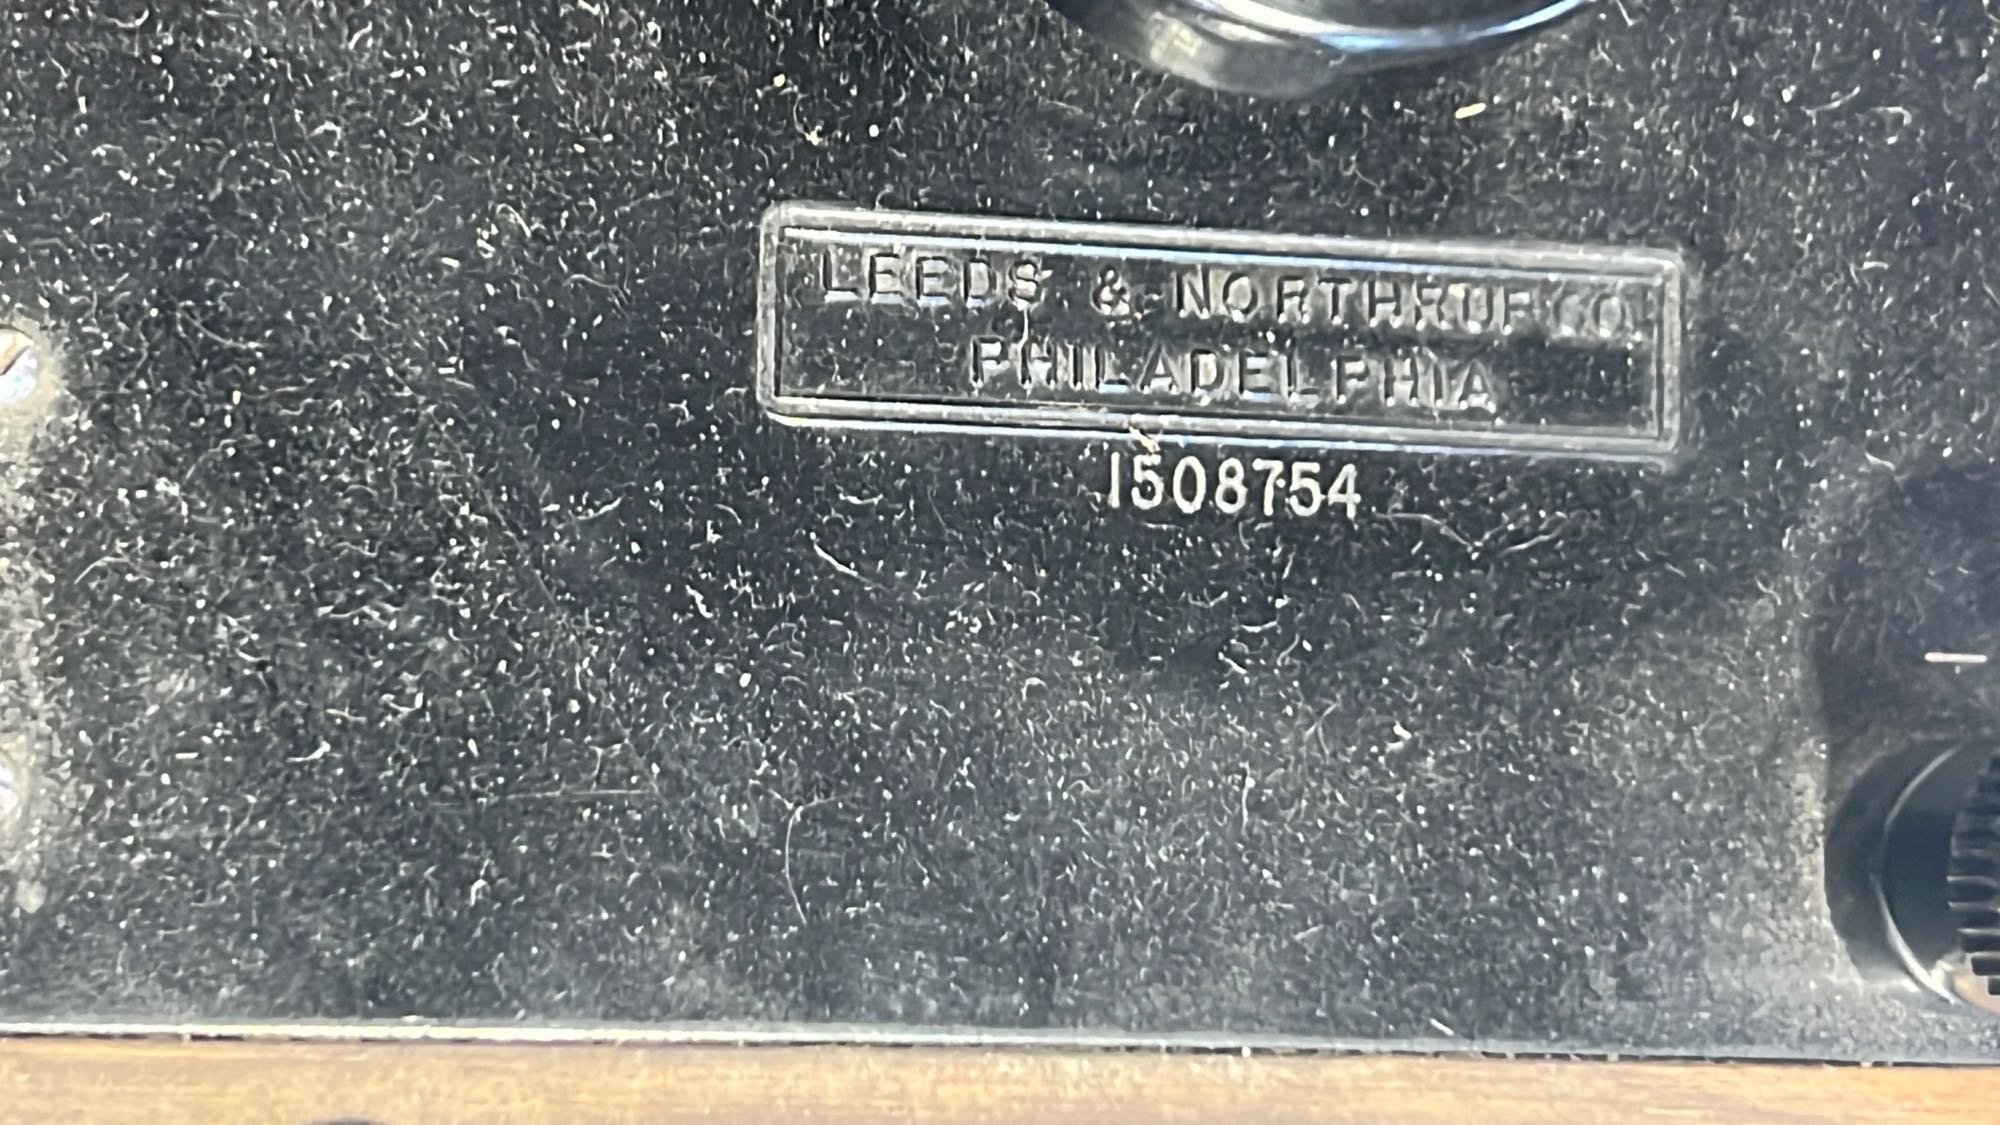 LEEDS & NORTHRUP CO.
PHILADELPHIA
1508754